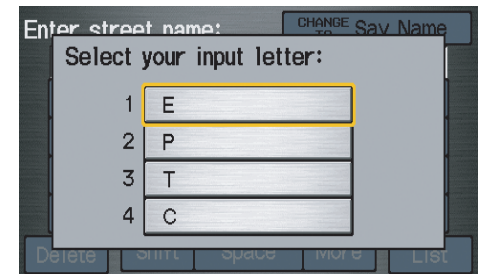 Enter street name:
CHANGE TO Say Name
Select your input letter:
1 E
2 P
3 T
4 C
Delete Shift Space More List